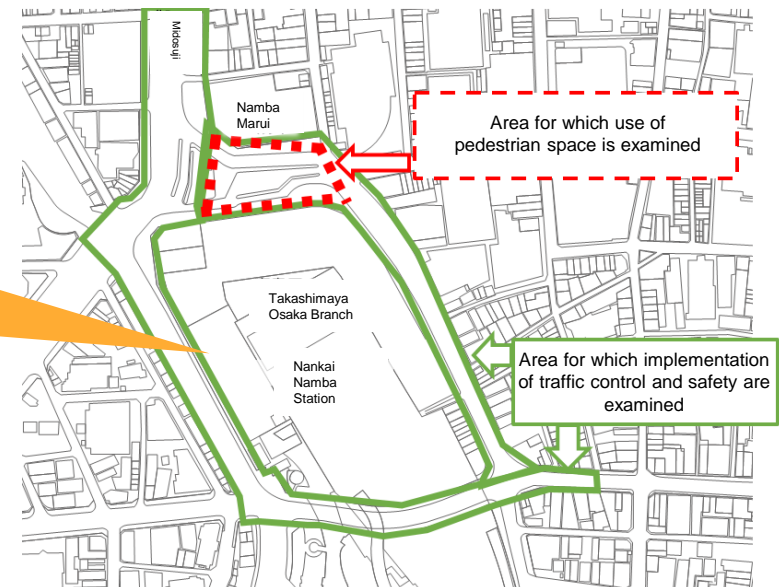 Midosuji
Namba
Marui
Area for which use of
pedestrian space is examined
Takashimaya
Osaka Branch
Nankai
Namba
Station
Area for which implementation
of traffic control and safety are
examined